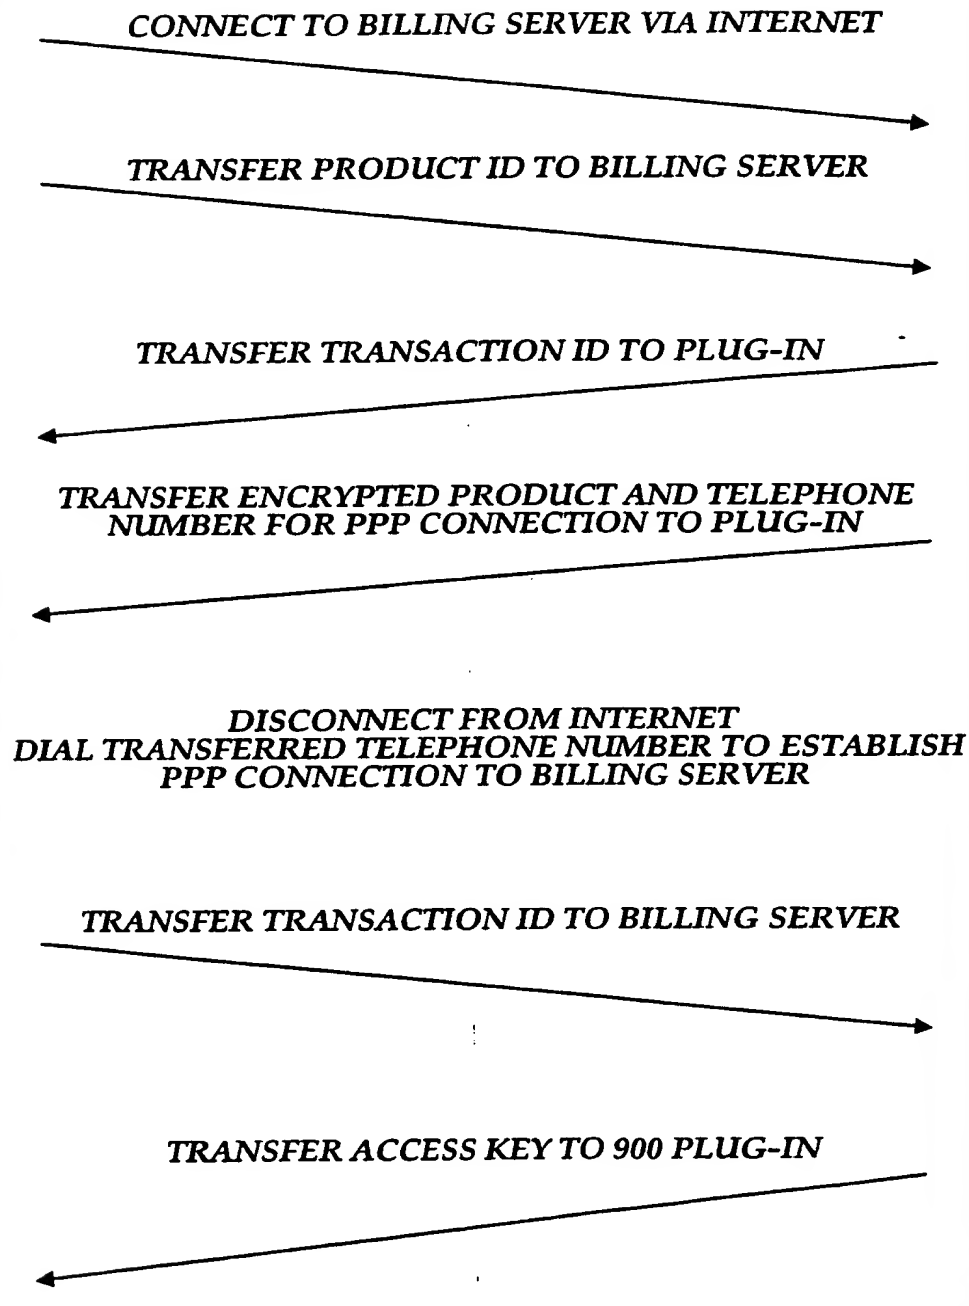 CONNECT TO BILLING SERVER VIA INTERNET
TRANSFER PRODUCT ID TO BILLING SERVER
TRANSFER TRANSACTION ID TO PLUG-IN
TRANSFER ENCRYPTED PRODUCT AND TELEPHONE
NUMBER FOR PPP CONNECTION TO PLUG-IN
DISCONNECT FROM INTERNET
DIAL TRANSFERRED TELEPHONE NUMBER TO ESTABLISH
PPP CONNECTION TO BILLING SERVER
TRANSFER TRANSACTION ID TO BILLING SERVER
TRANSFER ACCESS KEY TO 900 PLUG-IN